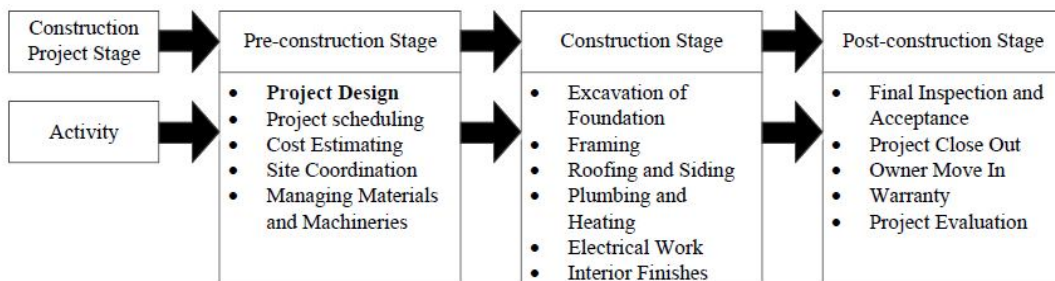 Construction
Project Stage
Pre-construction Stage
Construction Stage
Post-construction Stage
Activity
• Project Design
• Project scheduling
• Cost Estimating
• Site Coordination
• Managing Materials
and Machineries
• Excavation of
Foundation
• Framing
• Roofing and Siding
• Plumbing and
Heating
• Electrical Work
• Interior Finishes
• Final Inspection and
Acceptance
• Project Close Out
• Owner Move In
• Warranty
• Project Evaluation